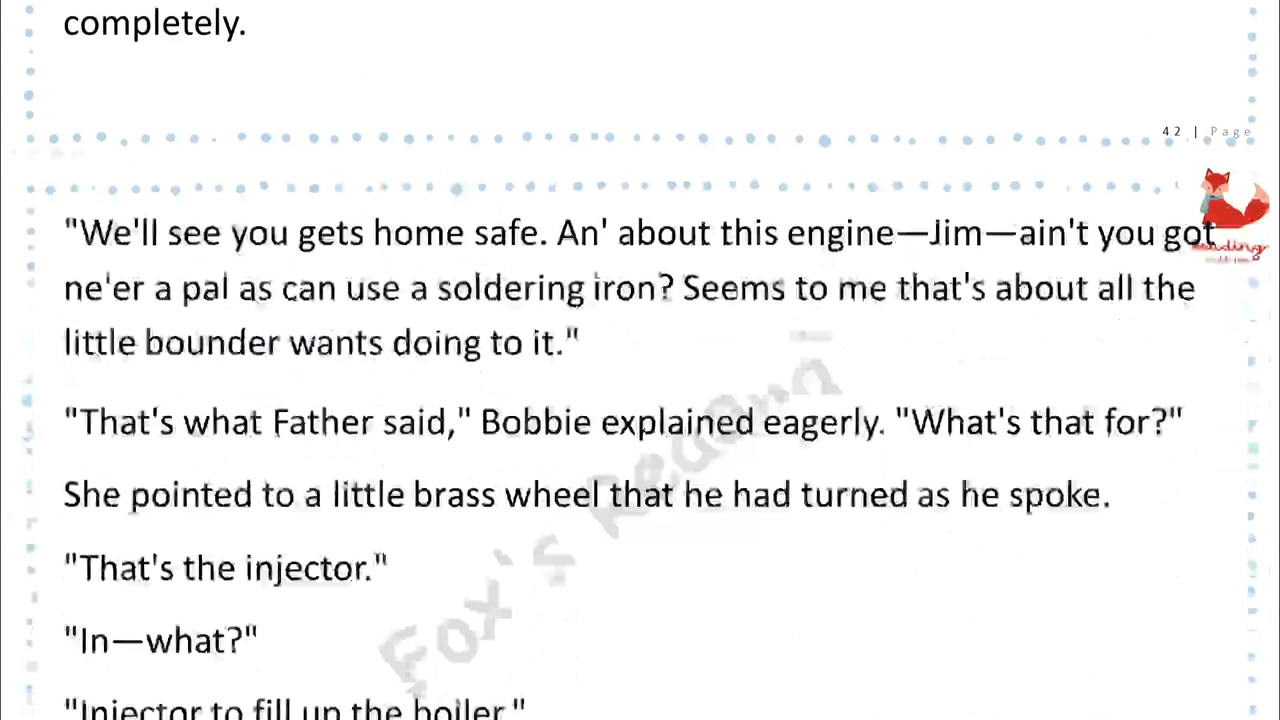 completely.
42 | Page
"We'll see you gets home safe. An' about this engine—Jim—ain't you got
ne'er a pal as can use a soldering iron? Seems to me that's about all the
little bounder wants doing to it."
"That's what Father said," Bobbie explained eagerly. "What's that for?"
She pointed to a little brass wheel that he had turned as he spoke.
"That's the injector."
"In—what?"
"Injector to fill up the boiler."
Fox's